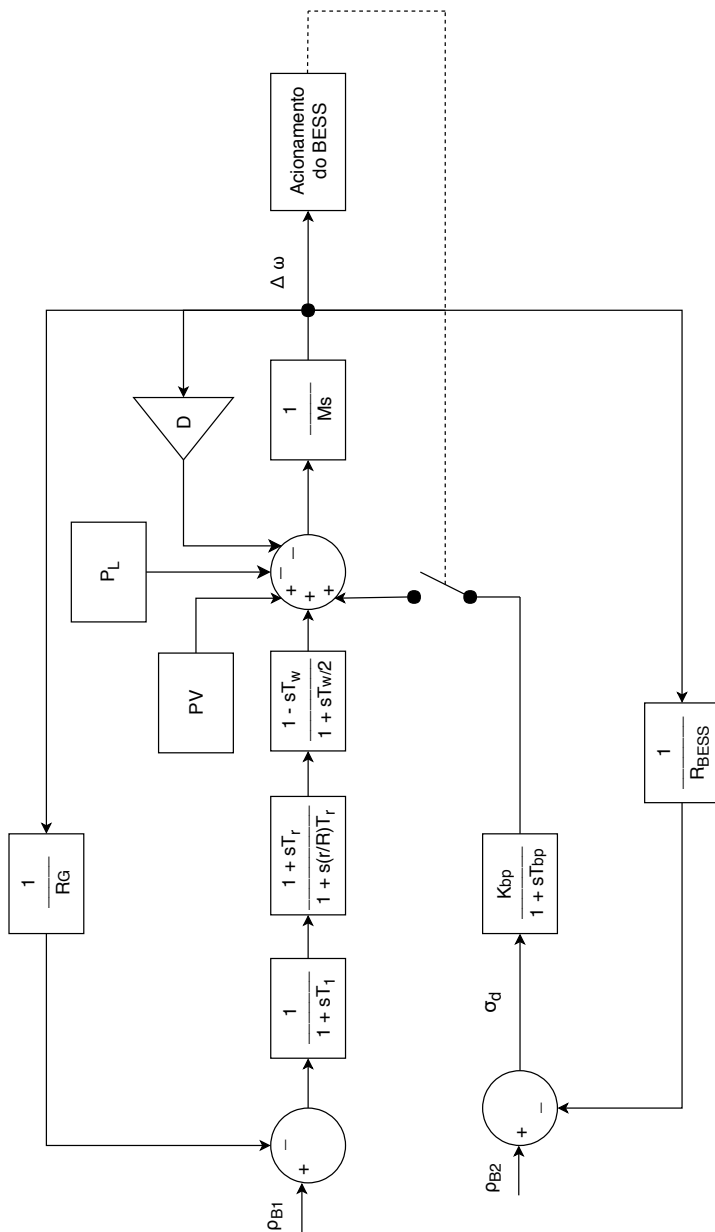 1
RG
D
P_L
PV
ρ_B1
+
−
1
1 + sT_1
1 + sT_r
1 + s(r/R)T_r
1 - sT_w
1 + sT_w/2
+
+
+
−
−
1
Ms
Δ ω
Acionamento
do BESS
ρ_B2
+
-
σ_d
K_bp
1 + sT_bp
1
R_BESS